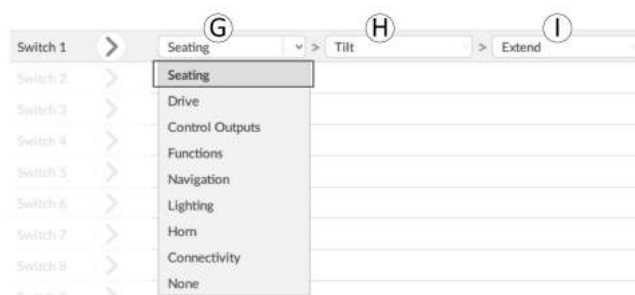 G H I
Switch 1 > Seating > Tilt > Extend
Switch 2 > Seating
Switch 3 > Drive
Switch 4 > Control Outputs
Functions
Switch 5 > Navigation
Switch 6 > Lighting
Switch 7 > Horn
Switch 8 > Connectivity
None